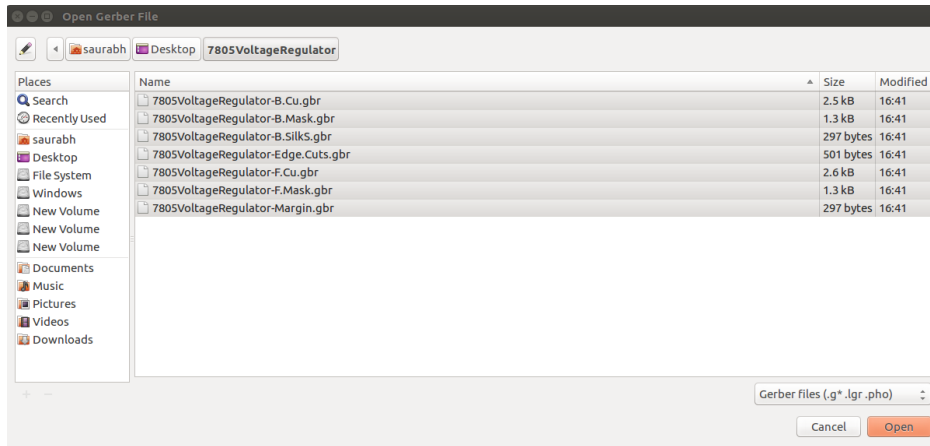 Open Gerber File
saurabh Desktop 7805VoltageRegulator
Places
Search
Recently Used
saurabh
Desktop
File System
Windows
New Volume
New Volume
New Volume
Documents
Music
Pictures
Videos
Downloads
Name Size Modified
7805VoltageRegulator-B.Cu.gbr 2.5 kB 16:41
7805VoltageRegulator-B.Mask.gbr 1.3 kB 16:41
7805VoltageRegulator-B.SilkS.gbr 297 bytes 16:41
7805VoltageRegulator-Edge.Cuts.gbr 501 bytes 16:41
7805VoltageRegulator-F.Cu.gbr 2.6 kB 16:41
7805VoltageRegulator-F.Mask.gbr 1.3 kB 16:41
7805VoltageRegulator-Margin.gbr 297 bytes 16:41
Gerber files (.g* .lgr .pho)
Cancel Open